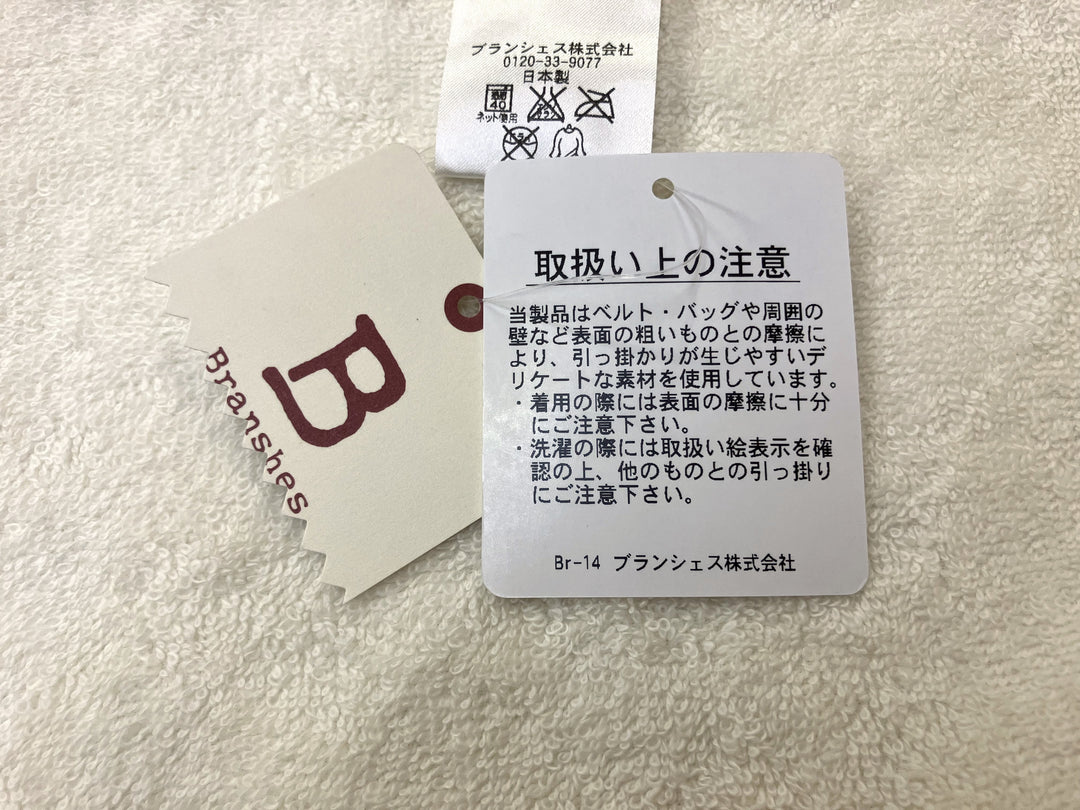 ブランシェス株式会社
0120-33-9077
日本製
40
ネット使用
B
Branshes
取扱い上の注意
当製品はベルト・バッグや周囲の
壁など表面の粗いものとの摩擦に
より、引っ掛かりが生じやすいデ
リケートな素材を使用しています。
・着用の際には表面の摩擦に十分
にご注意下さい。
・洗濯の際には取扱い絵表示を確
認の上、他のものとの引っ掛り
にご注意下さい。
Br-14 ブランシェス株式会社